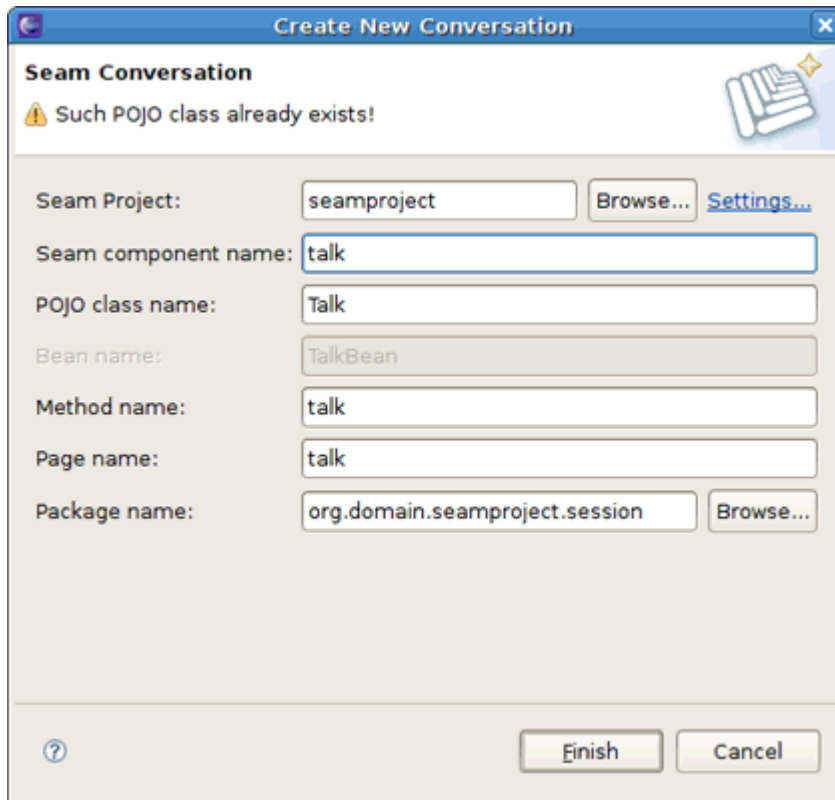 Create New Conversation
Seam Conversation
Such POJO class already exists!
Seam Project: seamproject Browse... Settings...
Seam component name: talk
POJO class name: Talk
Bean name: TalkBean
Method name: talk
Page name: talk
Package name: org.domain.seamproject.session Browse...
Finish Cancel